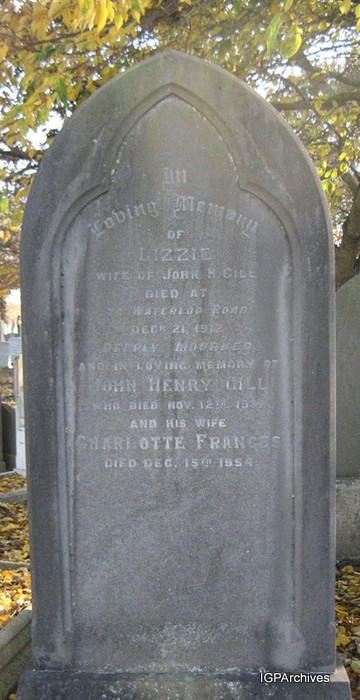 In
Loving Memory
OF
LIZZIE
WIFE OF JOHN H. GILL
DIED AT
WATERLOO ROAD
DECR 21, 1912
DEEPLY MOURNED
AND IN LOVING MEMORY OF
JOHN HENRY GILL
WHO DIED NOV. 12TH
AND HIS WIFE
CHARLOTTE FRANCES
DIED DEC. 15TH 1954
IGPArchives